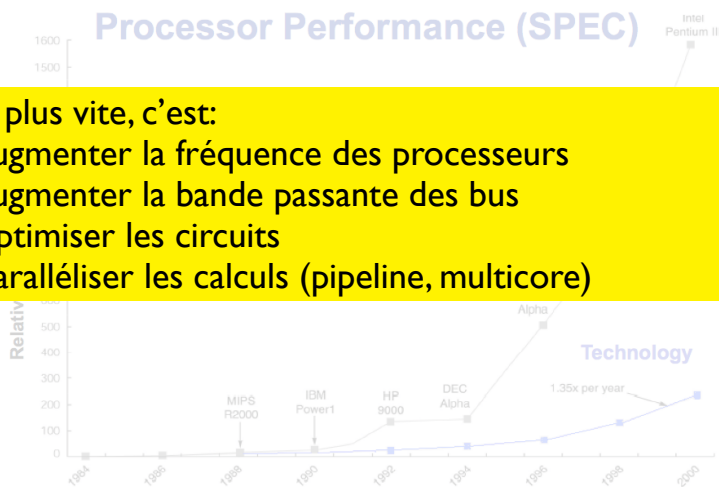 Processor Performance (SPEC)
Intel
Pentium III
1600
1500
plus vite, c’est:
ugmenter la fréquence des processeurs
ugmenter la bande passante des bus
ptimiser les circuits
aralléliser les calculs (pipeline, multicore)
Relativ
500
400
300
200
100
0
Alpha
Technology
1.35x per year
MIPS
R2000
IBM
Power1
HP
9000
DEC
Alpha
1984
1986
1988
1990
1992
1994
1996
1998
2000